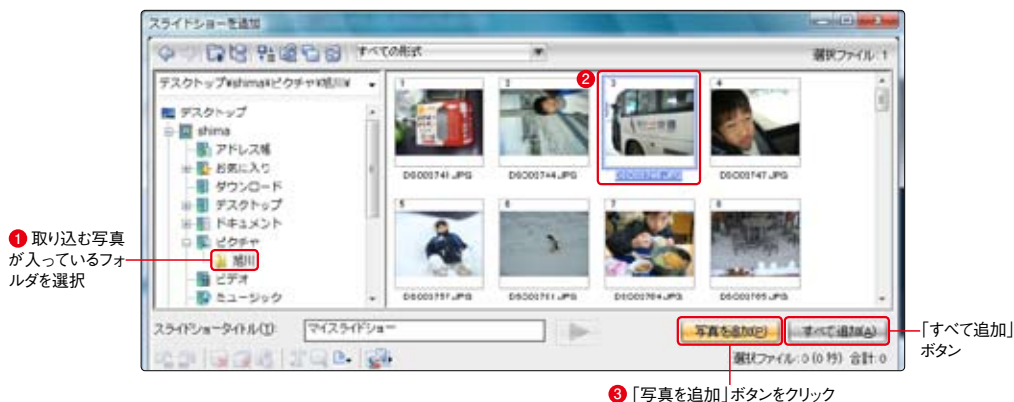 スライドショーを追加
すべての形式
選択ファイル:1
デスクトップ¥shima¥ピクチャ¥旭川¥
デスクトップ
shima
アドレス帳
お気に入り
ダウンロード
デスクトップ
ドキュメント
ピクチャ
旭川
ビデオ
ミュージック
1
2
❷
3
4
DSC01741.JPG
DSC01744.JPG
DSC01747.JPG
5
6
7
8
DSC01757.JPG
DSC01761.JPG
DSC01764.JPG
DSC01765.JPG
❶ 取り込む写真
が入っているフォ
ルダを選択
スライドショータイトル(T):
マイスライドショー
写真を追加(P)
すべて追加(A)
「すべて追加」
ボタン
選択ファイル:0(0 秒) 合計:0
❸「写真を追加」ボタンをクリック